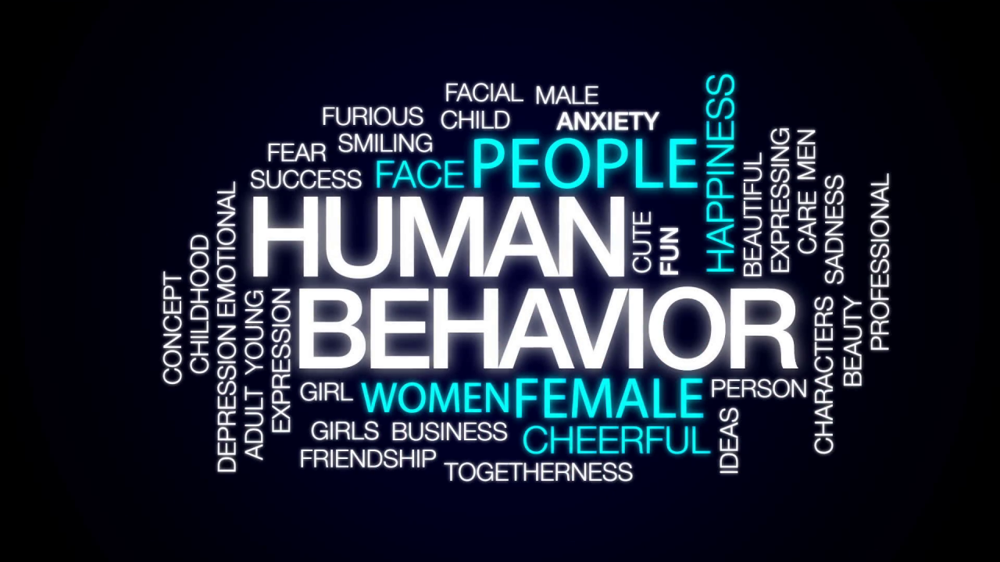 FACIAL MALE
FURIOUS CHILD ANXIETY
FEAR SMILING PEOPLE
SUCCESS FACE
HUMAN
CUTE
FUN
BEHAVIOR
GIRL WOMEN FEMALE PERSON
GIRLS BUSINESS CHEERFUL
FRIENDSHIP TOGETHERNESS
CONCEPT
CHILDHOOD
DEPRESSION EMOTIONAL
ADULT YOUNG
EXPRESSION
HAPPINESS
BEAUTIFUL
EXPRESSING
CARE MEN
SADNESS
PROFESSIONAL
IDEAS
CHARACTERS
BEAUTY